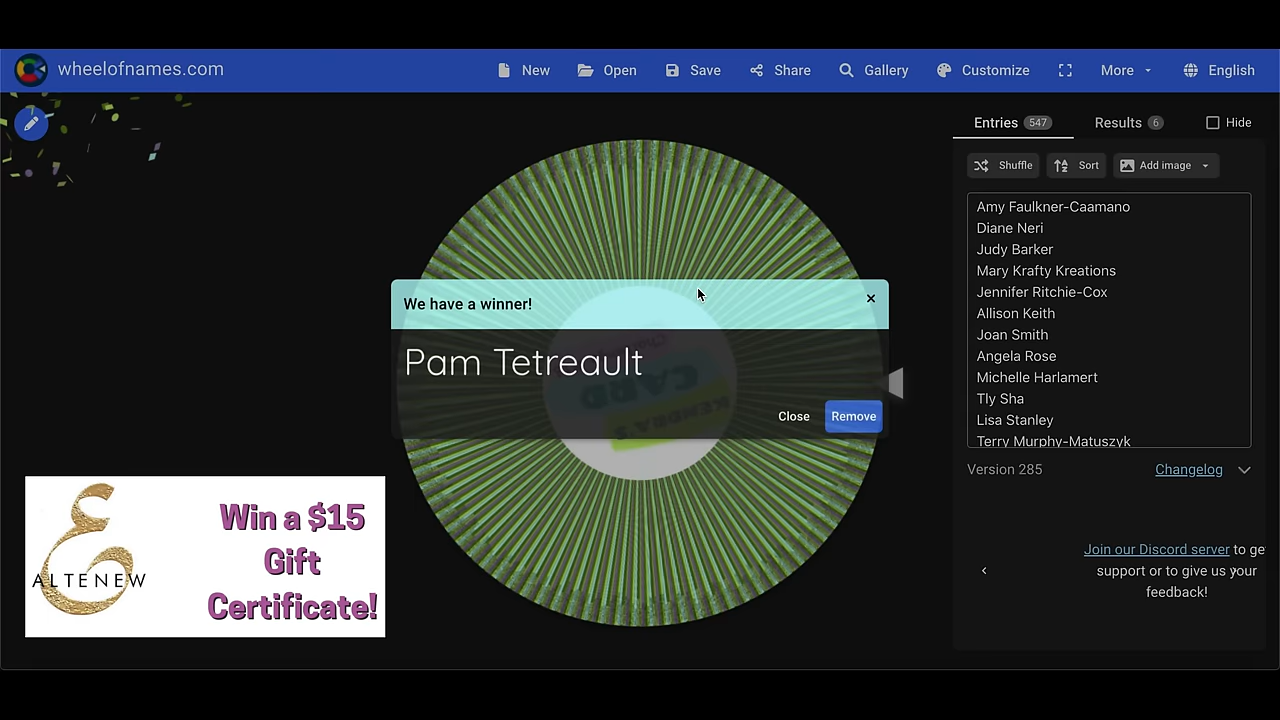 wheelofnames.com
New
Open
Save
Share
Gallery
Customize
More
English
Entries 547
Results 6
Hide
Shuffle
Sort
Add image
Amy Faulkner-Caamano
Diane Neri
Judy Barker
Mary Krafty Kreations
Jennifer Ritchie-Cox
Allison Keith
Joan Smith
Angela Rose
Michelle Harlamert
Tly Sha
Lisa Stanley
Terry Murphy-Matuszyk
Version 285
Changelog
Join our Discord server to ge
support or to give us your
feedback!
We have a winner!
Pam Tetreault
Close
Remove
CARD
KENDRA'S
ALTENEW
Win a $15
Gift
Certificate!